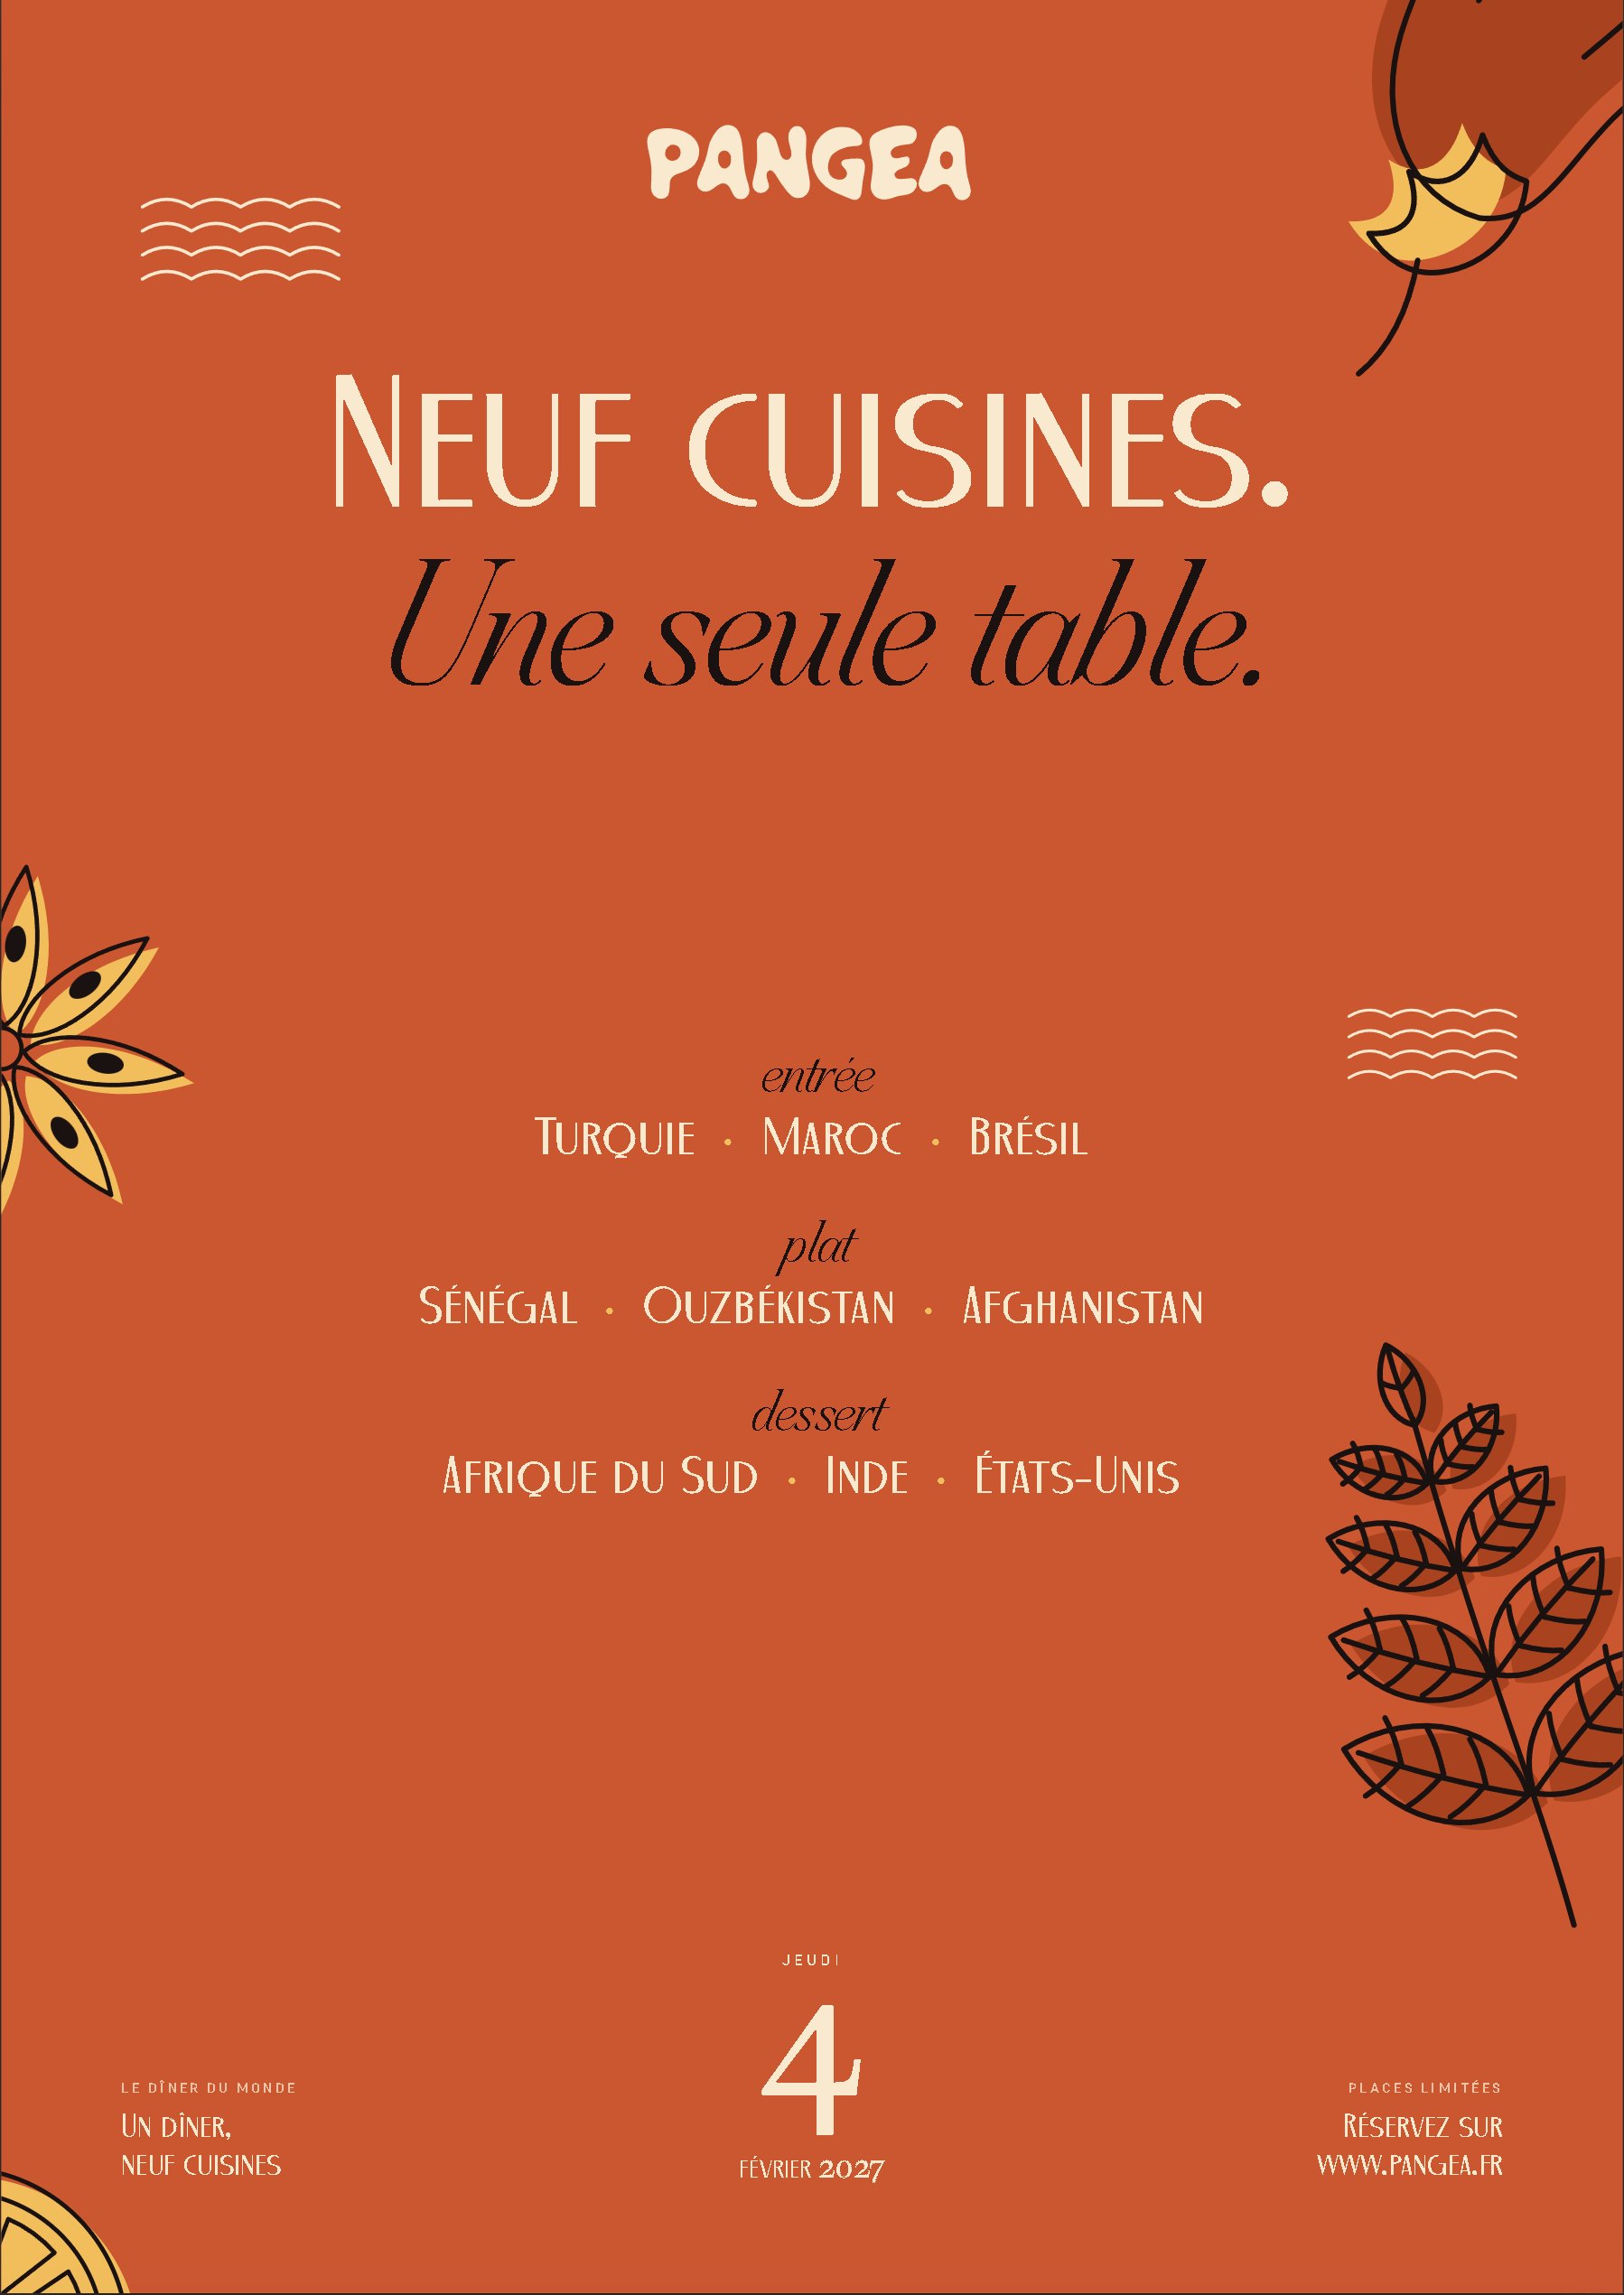 PANGEA
Neuf cuisines.
Une seule table.
entrée
Turquie • Maroc • Brésil
plat
Sénégal • Ouzbékistan • Afghanistan
dessert
Afrique du Sud • Inde • États-Unis
JEUDI
4
FÉVRIER 2027
LE DÎNER DU MONDE
Un dîner,
neuf cuisines
PLACES LIMITÉES
Réservez sur
www.pangea.fr